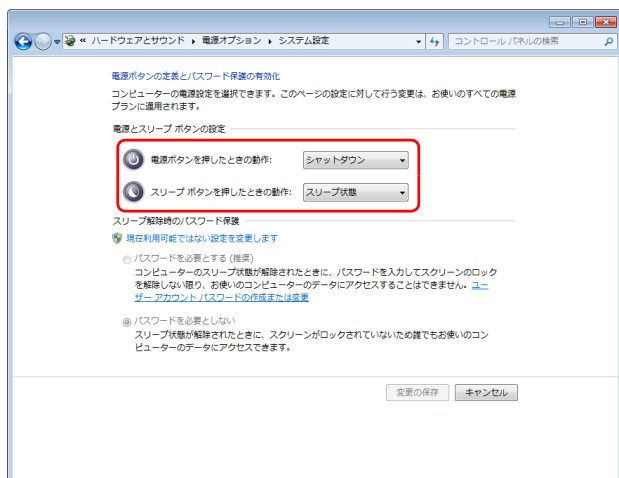 « ハードウェアとサウンド ▸ 電源オプション ▸ システム設定
コントロール パネルの検索
電源ボタンの定義とパスワード保護の有効化
コンピューターの電源設定を選択できます。このページの設定に対して行う変更は、お使いのすべての電源
プランに適用されます。
電源とスリープ ボタンの設定
電源ボタンを押したときの動作: シャットダウン
スリープ ボタンを押したときの動作: スリープ状態
スリープ解除時のパスワード保護
現在利用可能ではない設定を変更します
パスワードを必要とする (推奨)
コンピューターのスリープ状態が解除されたときに、パスワードを入力してスクリーンのロック
を解除しない限り、お使いのコンピューターのデータにアクセスすることはできません。ユー
ザー アカウント パスワードの作成または変更
パスワードを必要としない
スリープ状態が解除されたときに、スクリーンがロックされていないため誰でもお使いのコン
ピューターのデータにアクセスできます。
変更の保存 キャンセル